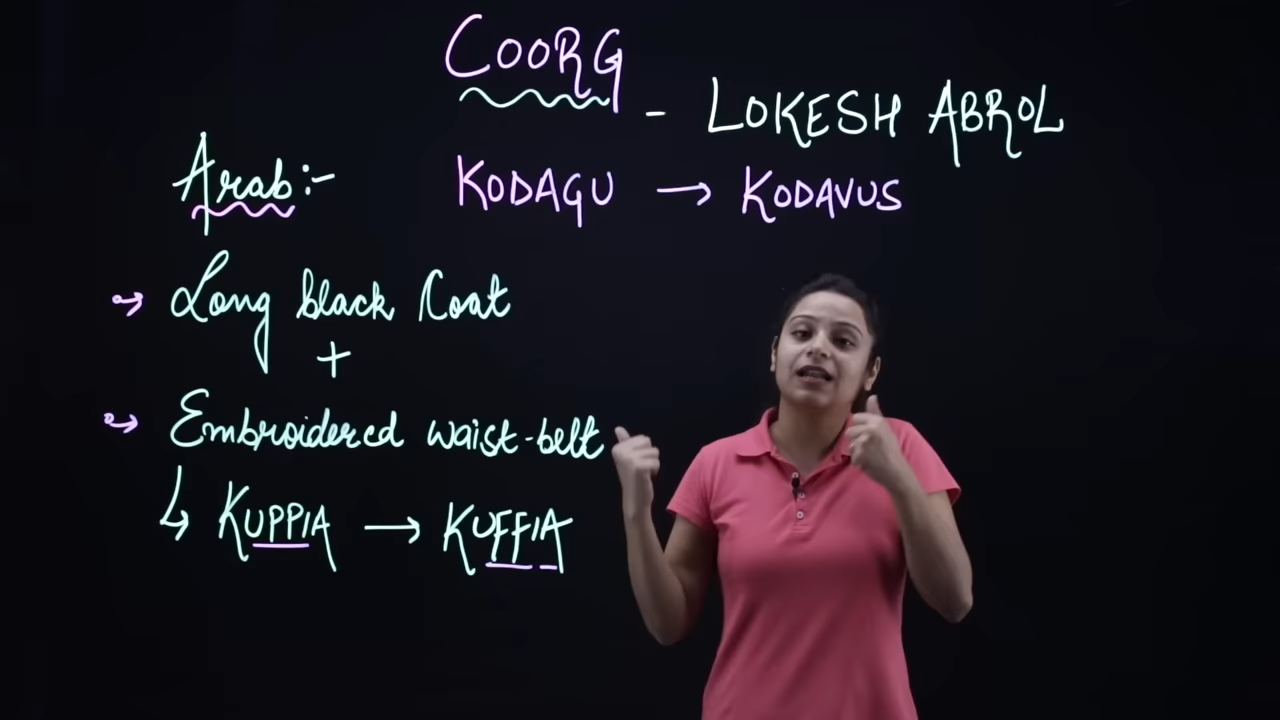 COORG
- LOKESH ABROL
KODAGU → KODAVUS
Arab:-
→ Long black Coat
+
→ Embroidered waist-belt
↳ KUPPIA → KUFFIA